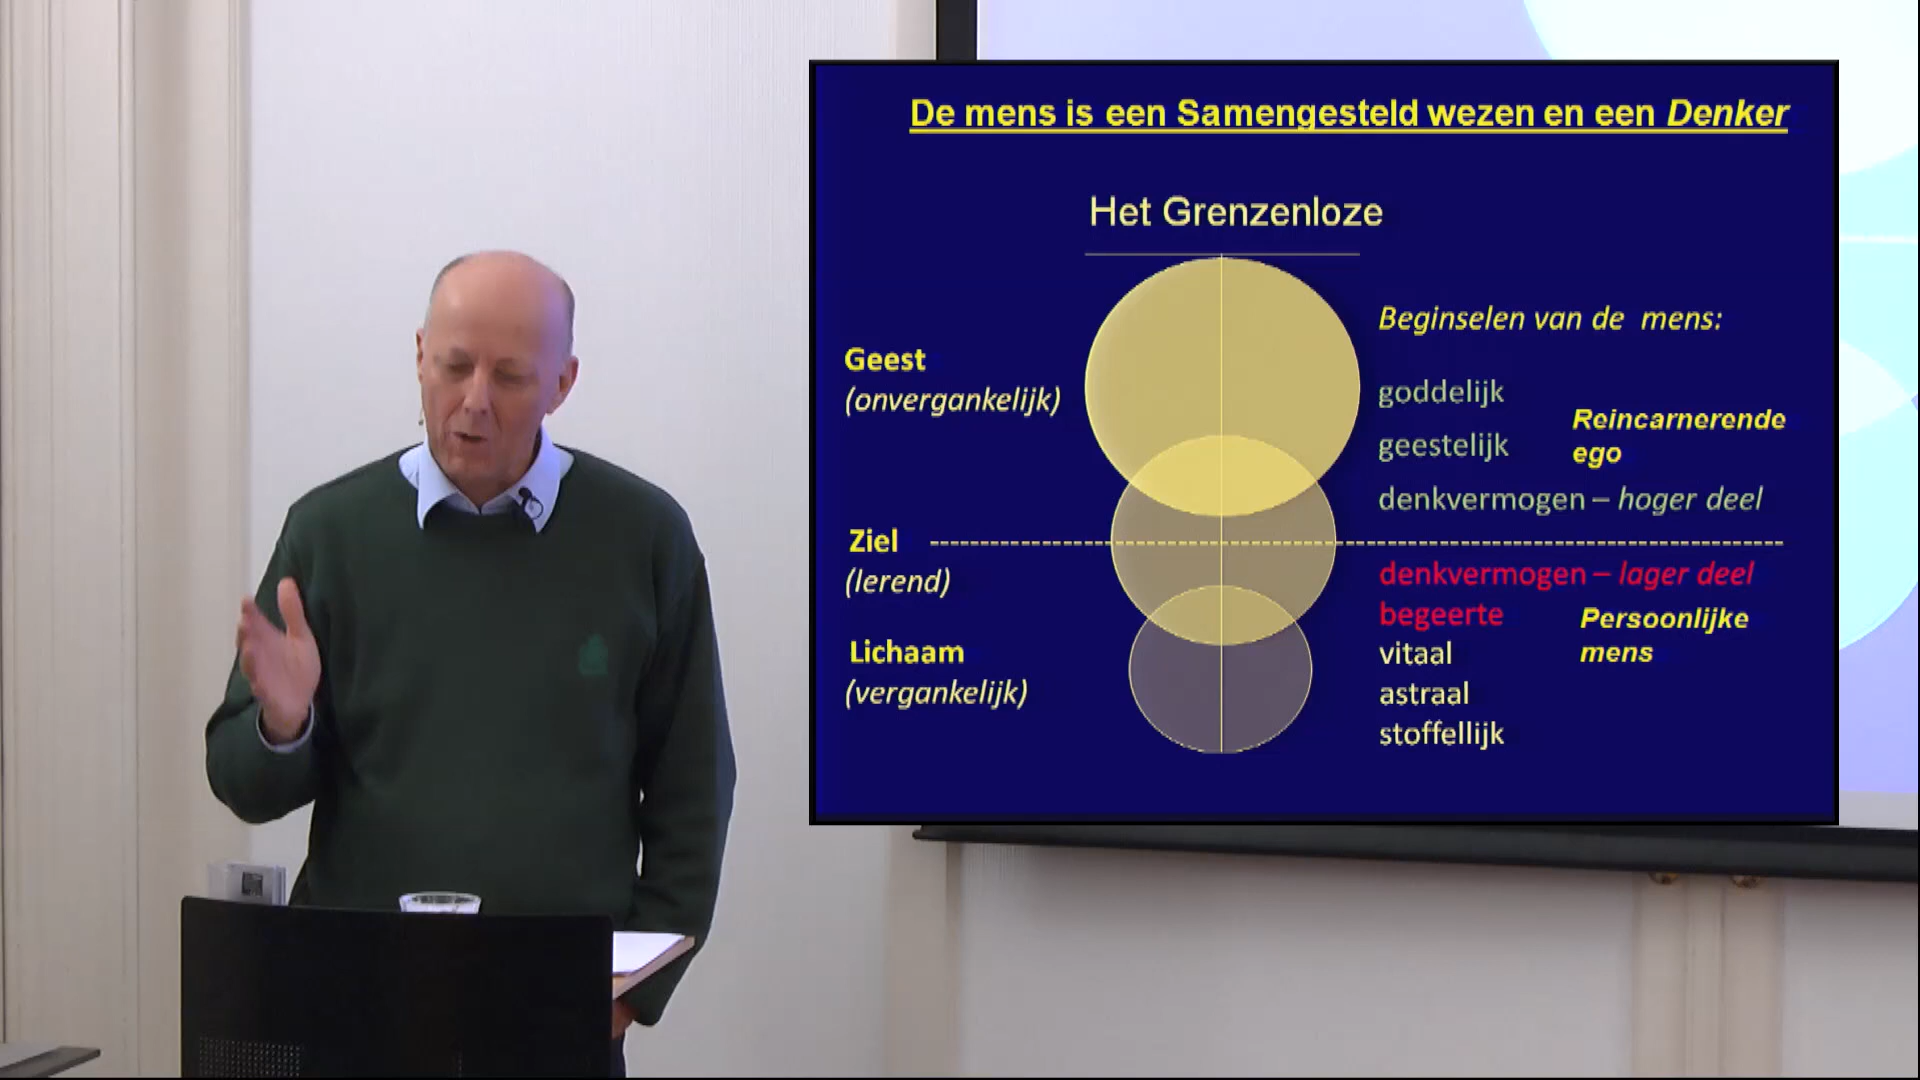 De mens is een Samengesteld wezen en een Denker
Het Grenzenloze
Beginselen van de mens:
Geest
(onvergankelijk)
goddelijk
Reincarnerende
ego
geestelijk
denkvermogen – hoger deel
Ziel
(lerend)
denkvermogen – lager deel
begeerte
Persoonlijke
mens
Lichaam
(vergankelijk)
vitaal
astraal
stoffellijk